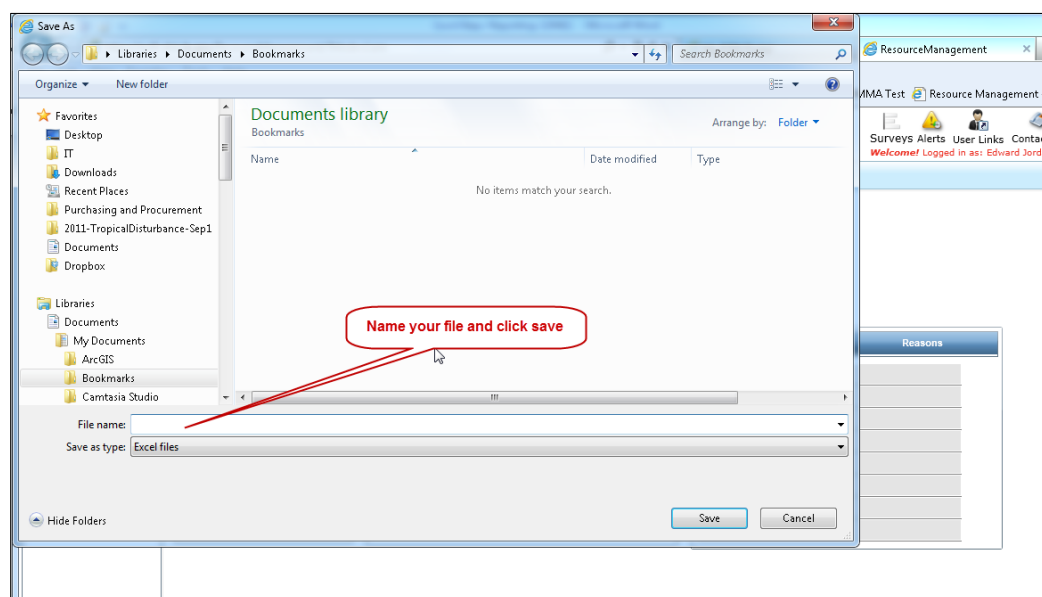 Save As
Libraries ▸ Documents ▸ Bookmarks
Search Bookmarks
Organize
New folder
Favorites
Desktop
IT
Downloads
Recent Places
Purchasing and Procurement
2011-TropicalDisturbance-Sep1
Documents
Dropbox
Libraries
Documents
My Documents
ArcGIS
Bookmarks
Camtasia Studio
Documents library
Bookmarks
Arrange by: Folder
Name Date modified Type
No items match your search.
Name your file and click save
File name:
Save as type: Excel files
Hide Folders
Save Cancel
ResourceManagement
MMA Test Resource Management
Surveys Alerts User Links
Welcome! Logged in as: Edward Jord
Reasons